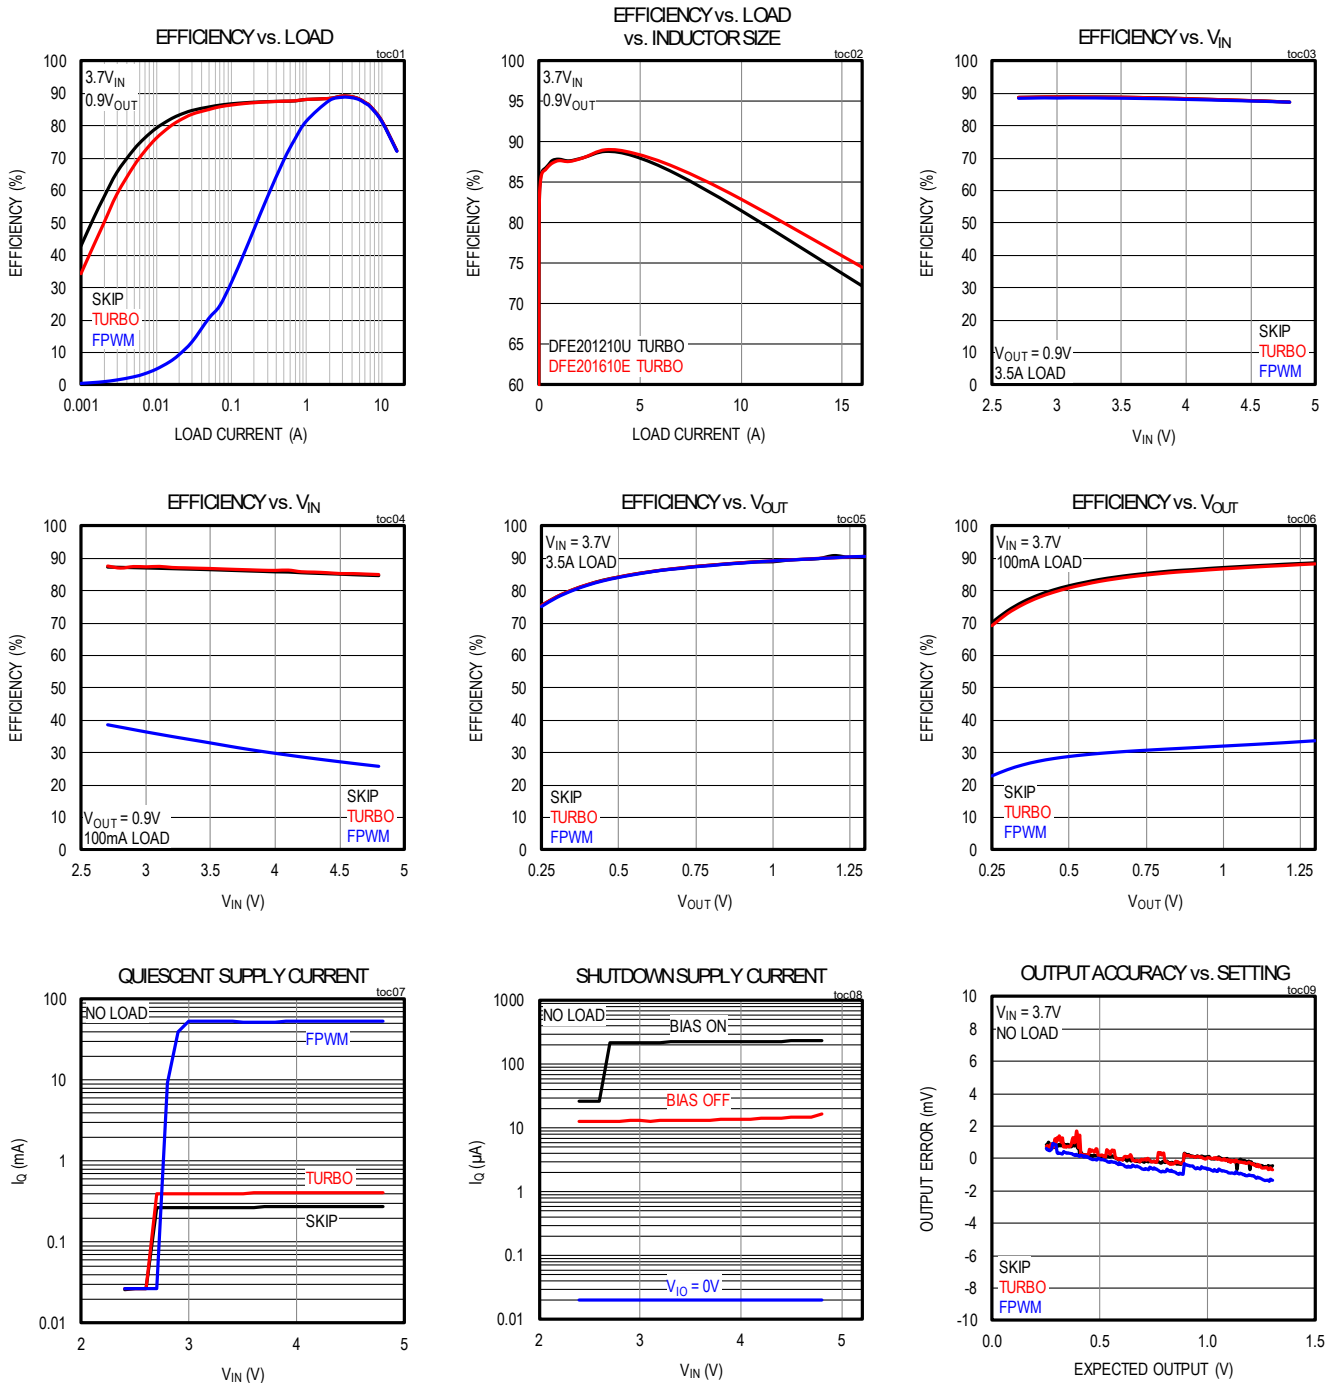 EFFICIENCY vs. LOAD
toc01
3.7VIN
0.9VOUT
SKIP
TURBO
FPWM
100
90
80
70
60
50
40
30
20
10
0
0.001 0.01 0.1 1 10
EFFICIENCY (%)
LOAD CURRENT (A)
EFFICIENCY vs. LOAD
vs. INDUCTOR SIZE
toc02
3.7VIN
0.9VOUT
DFE201210U TURBO
DFE201610E TURBO
100
95
90
85
80
75
70
65
60
0 5 10 15
EFFICIENCY (%)
LOAD CURRENT (A)
EFFICIENCY vs. VIN
toc03
VOUT = 0.9V
3.5A LOAD
SKIP
TURBO
FPWM
100
90
80
70
60
50
40
30
20
10
0
2.5 3 3.5 4 4.5 5
EFFICIENCY (%)
VIN (V)
EFFICIENCY vs. VIN
toc04
VOUT = 0.9V
100mA LOAD
SKIP
TURBO
FPWM
100
90
80
70
60
50
40
30
20
10
0
2.5 3 3.5 4 4.5 5
EFFICIENCY (%)
VIN (V)
EFFICIENCY vs. VOUT
toc05
VIN = 3.7V
3.5A LOAD
SKIP
TURBO
FPWM
100
90
80
70
60
50
40
30
20
10
0
0.25 0.5 0.75 1 1.25
EFFICIENCY (%)
VOUT (V)
EFFICIENCY vs. VOUT
toc06
VIN = 3.7V
100mA LOAD
SKIP
TURBO
FPWM
100
90
80
70
60
50
40
30
20
10
0
0.25 0.5 0.75 1 1.25
EFFICIENCY (%)
VOUT (V)
QUIESCENT SUPPLY CURRENT
toc07
NO LOAD
FPWM
TURBO
SKIP
100
10
1
0.1
0.01
2 3 4 5
IQ (mA)
VIN (V)
SHUTDOWN SUPPLY CURRENT
toc08
NO LOAD
BIAS ON
BIAS OFF
VIO = 0V
1000
100
10
1
0.1
0.01
2 3 4 5
IQ (μA)
VIN (V)
OUTPUT ACCURACY vs. SETTING
toc09
VIN = 3.7V
NO LOAD
SKIP
TURBO
FPWM
10
8
6
4
2
0
-2
-4
-6
-8
-10
0.0 0.5 1.0 1.5
OUTPUT ERROR (mV)
EXPECTED OUTPUT (V)